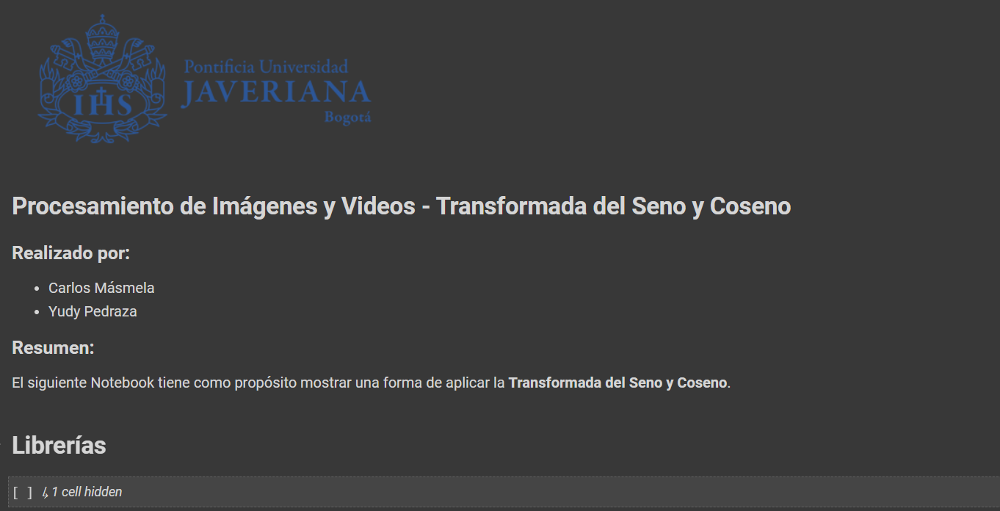 IHS
Pontificia Universidad
JAVERIANA
Bogotá
Procesamiento de Imágenes y Videos - Transformada del Seno y Coseno
Realizado por:
• Carlos Másmela
• Yudy Pedraza
Resumen:
El siguiente Notebook tiene como propósito mostrar una forma de aplicar la Transformada del Seno y Coseno.
Librerías
[ ] ↳ 1 cell hidden